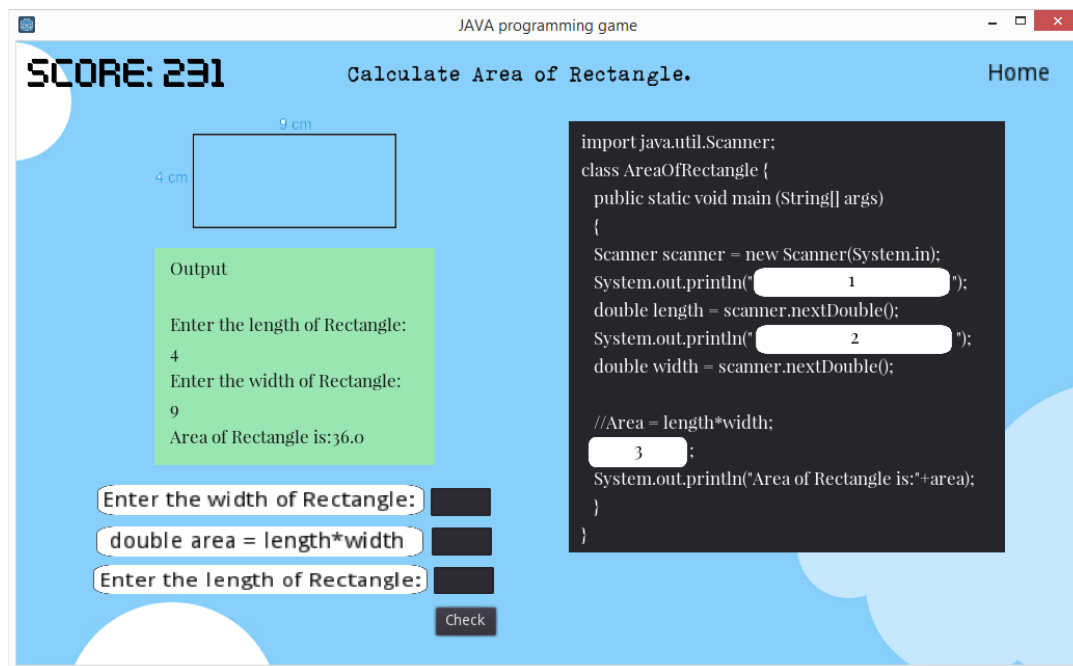 JAVA programming game
SCORE: 231
Calculate Area of Rectangle.
Home
9 cm
4 cm
Output
Enter the length of Rectangle:
4
Enter the width of Rectangle:
9
Area of Rectangle is:36.0
Enter the width of Rectangle:
double area = length*width
Enter the length of Rectangle:
Check
import java.util.Scanner;
class AreaOfRectangle {
public static void main (String[] args)
{
Scanner scanner = new Scanner(System.in);
System.out.println(" 1 ");
double length = scanner.nextDouble();
System.out.println(" 2 ");
double width = scanner.nextDouble();
//Area = length*width;
3 ;
System.out.println("Area of Rectangle is:"+area);
}
}